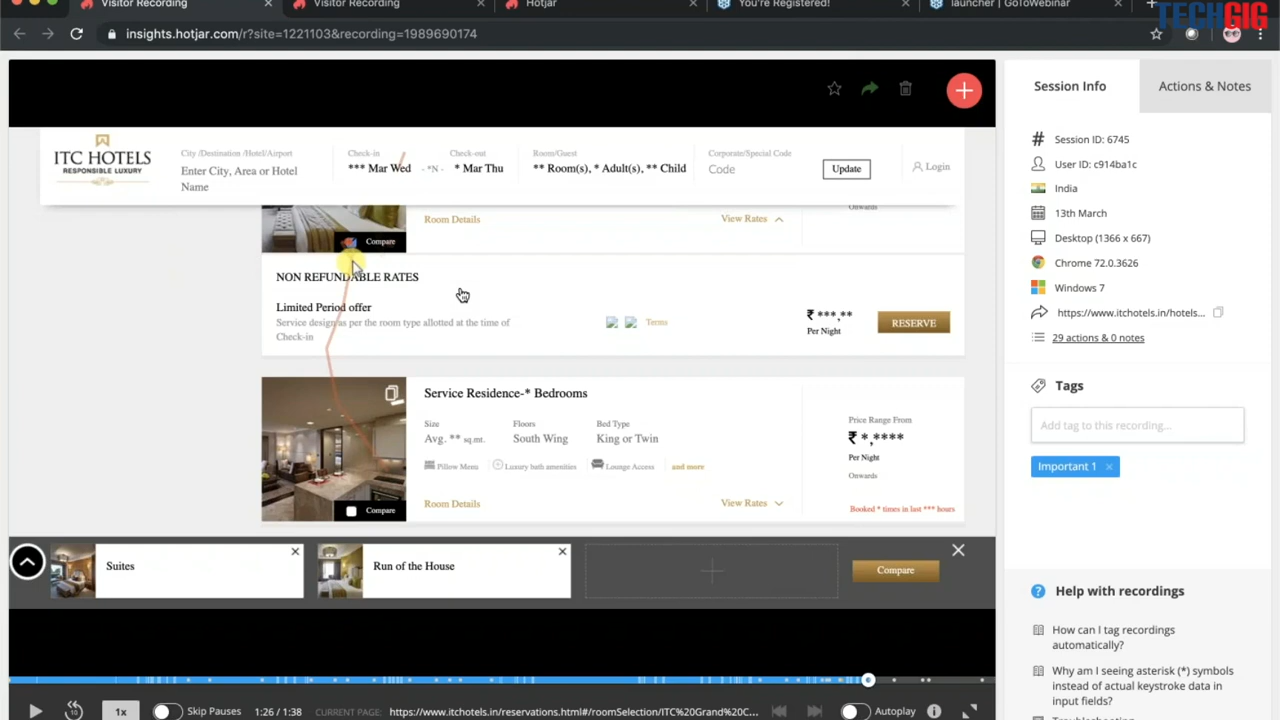 Visitor Recording
Visitor Recording
Hotjar
You're Registered!
launcher | GoToWebinar
TECHGIG
insights.hotjar.com/r?site=1221103&recording=1989690174
Session Info
Actions & Notes
ITC HOTELS
RESPONSIBLE LUXURY
City /Destination /Hotel/Airport
Enter City, Area or Hotel
Name
Check-in
*** Mar Wed
- *N -
Check-out
* Mar Thu
Room/Guest
** Room(s), * Adult(s), ** Child
Corporate/Special Code
Code
Update
Login
Room Details
View Rates
Onwards
Compare
NON REFUNDABLE RATES
Limited Period offer
Service design as per the room type allotted at the time of
Check-in
Terms
₹ ***,**
Per Night
RESERVE
Service Residence-* Bedrooms
Size
Avg. ** sq.mt.
Floors
South Wing
Bed Type
King or Twin
Pillow Menu
Luxury bath amenities
Lounge Access
and more
Room Details
View Rates
Price Range From
₹ *,****
Per Night
Onwards
Booked * times in last *** hours
Compare
Suites
Run of the House
Compare
# Session ID: 6745
User ID: c914ba1c
India
13th March
Desktop (1366 x 667)
Chrome 72.0.3626
Windows 7
https://www.itchotels.in/hotels...
29 actions & 0 notes
Tags
Add tag to this recording...
Important 1 ×
Help with recordings
How can I tag recordings
automatically?
Why am I seeing asterisk (*) symbols
instead of actual keystroke data in
input fields?
10
1x
Skip Pauses
1:26 / 1:38
CURRENT PAGE:
https://www.itchotels.in/reservations.html#/roomSelection/ITC%20Grand%20C...
Autoplay